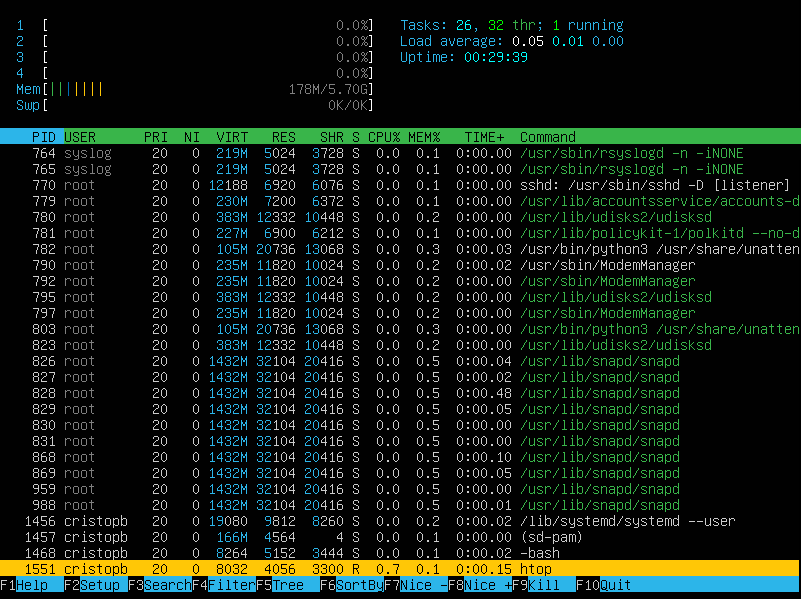 1 [ 0.0%] Tasks: 26, 32 thr; 1 running
2 [ 0.0%] Load average: 0.05 0.01 0.00
3 [ 0.0%] Uptime: 00:29:39
4 [ 0.0%]
Mem[||||||| 178M/5.70G]
Swp[ 0K/0K]
PID USER PRI NI VIRT RES SHR S CPU% MEM% TIME+ Command
764 syslog 20 0 219M 5024 3728 S 0.0 0.1 0:00.00 /usr/sbin/rsyslogd -n -iNONE
765 syslog 20 0 219M 5024 3728 S 0.0 0.1 0:00.00 /usr/sbin/rsyslogd -n -iNONE
770 root 20 0 12188 6920 6076 S 0.0 0.1 0:00.00 sshd: /usr/sbin/sshd -D [listener]
779 root 20 0 230M 7200 6372 S 0.0 0.1 0:00.00 /usr/lib/accountsservice/accounts-d
780 root 20 0 383M 12332 10448 S 0.0 0.2 0:00.00 /usr/lib/udisks2/udisksd
781 root 20 0 227M 6900 6212 S 0.0 0.1 0:00.00 /usr/lib/policykit-1/polkitd --no-d
782 root 20 0 105M 20736 13068 S 0.0 0.3 0:00.03 /usr/bin/python3 /usr/share/unatten
790 root 20 0 235M 11820 10024 S 0.0 0.2 0:00.02 /usr/sbin/ModemManager
792 root 20 0 235M 11820 10024 S 0.0 0.2 0:00.00 /usr/sbin/ModemManager
795 root 20 0 383M 12332 10448 S 0.0 0.2 0:00.00 /usr/lib/udisks2/udisksd
797 root 20 0 235M 11820 10024 S 0.0 0.2 0:00.00 /usr/sbin/ModemManager
803 root 20 0 105M 20736 13068 S 0.0 0.3 0:00.00 /usr/bin/python3 /usr/share/unatten
823 root 20 0 383M 12332 10448 S 0.0 0.2 0:00.00 /usr/lib/udisks2/udisksd
826 root 20 0 1432M 32104 20416 S 0.0 0.5 0:00.04 /usr/lib/snapd/snapd
827 root 20 0 1432M 32104 20416 S 0.0 0.5 0:00.02 /usr/lib/snapd/snapd
828 root 20 0 1432M 32104 20416 S 0.0 0.5 0:00.48 /usr/lib/snapd/snapd
829 root 20 0 1432M 32104 20416 S 0.0 0.5 0:00.05 /usr/lib/snapd/snapd
830 root 20 0 1432M 32104 20416 S 0.0 0.5 0:00.00 /usr/lib/snapd/snapd
831 root 20 0 1432M 32104 20416 S 0.0 0.5 0:00.00 /usr/lib/snapd/snapd
868 root 20 0 1432M 32104 20416 S 0.0 0.5 0:00.10 /usr/lib/snapd/snapd
869 root 20 0 1432M 32104 20416 S 0.0 0.5 0:00.05 /usr/lib/snapd/snapd
959 root 20 0 1432M 32104 20416 S 0.0 0.5 0:00.00 /usr/lib/snapd/snapd
988 root 20 0 1432M 32104 20416 S 0.0 0.5 0:00.01 /usr/lib/snapd/snapd
1456 cristopb 20 0 19080 9812 8260 S 0.0 0.2 0:00.02 /lib/systemd/systemd --user
1457 cristopb 20 0 166M 4564 4 S 0.0 0.1 0:00.00 (sd-pam)
1468 cristopb 20 0 8264 5152 3444 S 0.0 0.1 0:00.02 -bash
1551 cristopb 20 0 8032 4056 3300 R 0.7 0.1 0:00.15 htop
F1Help F2Setup F3SearchF4FilterF5Tree F6SortByF7Nice -F8Nice +F9Kill F10Quit